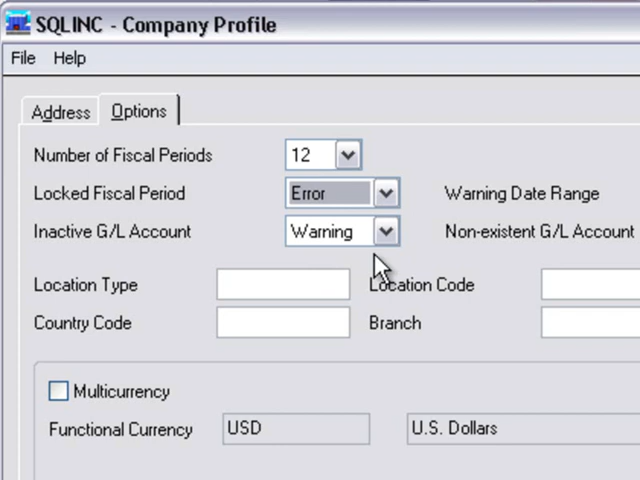 SQLINC - Company Profile
File Help
Address Options
Number of Fiscal Periods 12
Locked Fiscal Period Error Warning Date Range
Inactive G/L Account Warning Non-existent G/L Account
Location Type Location Code
Country Code Branch
Multicurrency
Functional Currency USD U.S. Dollars